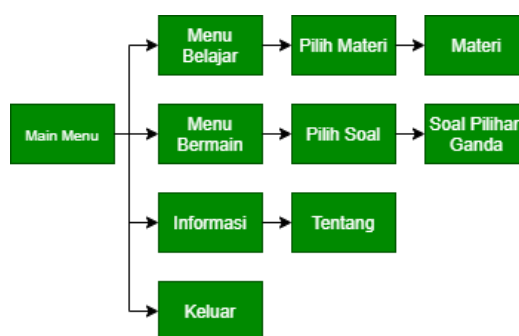 Menu
Belajar
Pilih Materi
Materi
Main Menu
Menu
Bermain
Pilih Soal
Soal Pilihan
Ganda
Informasi
Tentang
Keluar